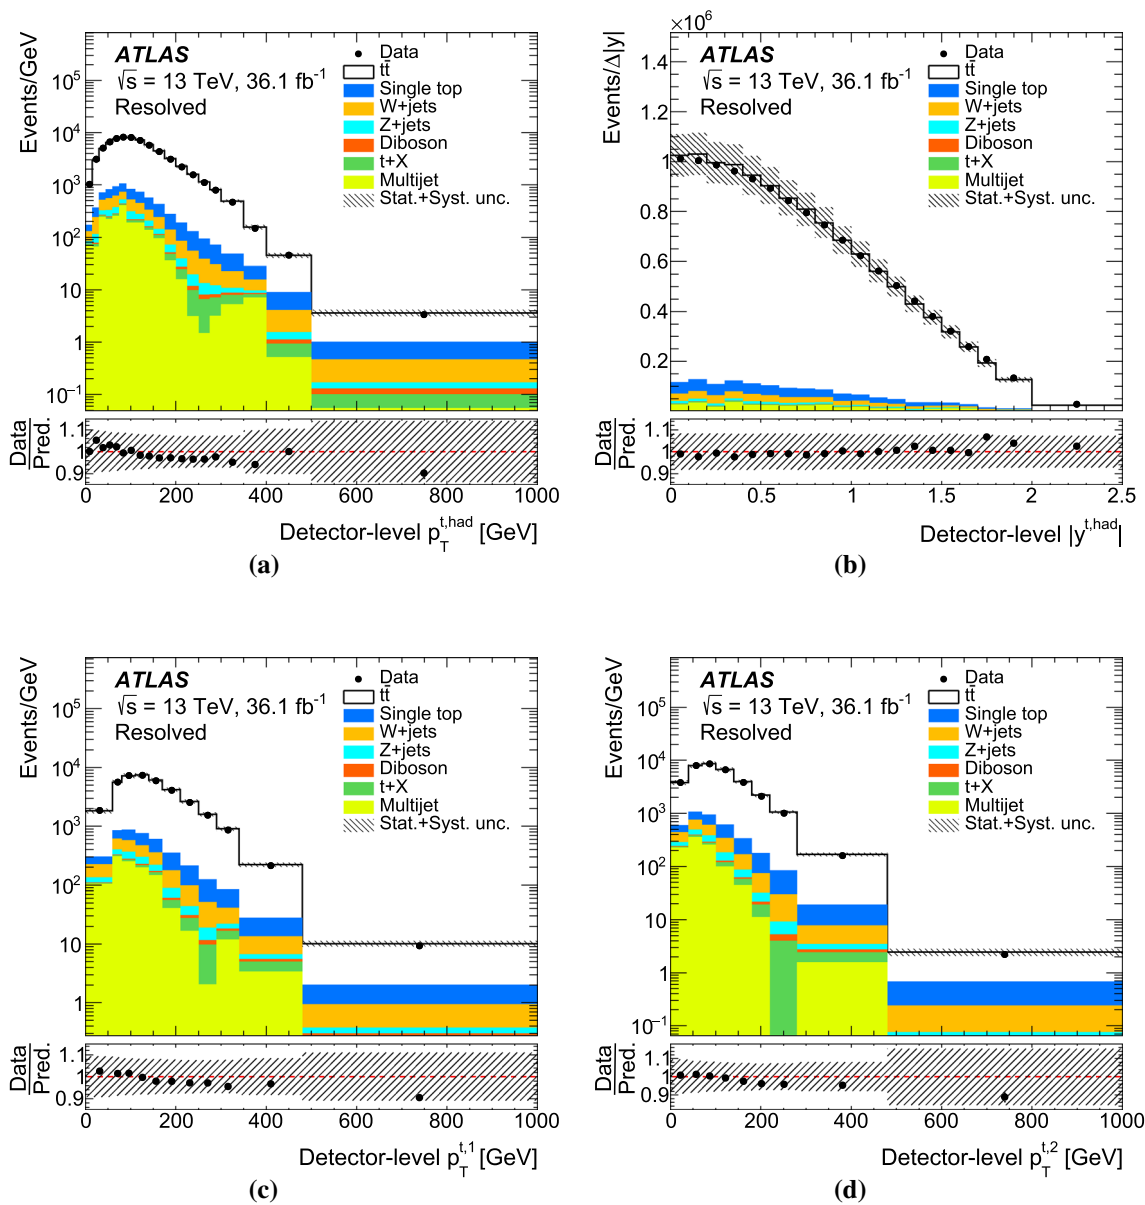 ATLAS
√s = 13 TeV, 36.1 fb⁻¹
Resolved
Data
tt̄
Single top
W+jets
Z+jets
Diboson
t+X
Multijet
Stat.+Syst. unc.
Events/GeV
10⁵
10⁴
10³
10²
10
1
10⁻¹
Data
Pred.
1.1
1
0.9
0 200 400 600 800 1000
Detector-level p_T^{t,had} [GeV]
(a)
×10⁶
ATLAS
√s = 13 TeV, 36.1 fb⁻¹
Resolved
Data
tt̄
Single top
W+jets
Z+jets
Diboson
t+X
Multijet
Stat.+Syst. unc.
Events/Δ|y|
1.4
1.2
1
0.8
0.6
0.4
0.2
Data
Pred.
1.1
1
0.9
0 0.5 1 1.5 2 2.5
Detector-level |y^{t,had}|
(b)
ATLAS
√s = 13 TeV, 36.1 fb⁻¹
Resolved
Data
tt̄
Single top
W+jets
Z+jets
Diboson
t+X
Multijet
Stat.+Syst. unc.
Events/GeV
10⁵
10⁴
10³
10²
10
1
Data
Pred.
1.1
1
0.9
0 200 400 600 800 1000
Detector-level p_T^{t,1} [GeV]
(c)
ATLAS
√s = 13 TeV, 36.1 fb⁻¹
Resolved
Data
tt̄
Single top
W+jets
Z+jets
Diboson
t+X
Multijet
Stat.+Syst. unc.
Events/GeV
10⁵
10⁴
10³
10²
10
1
10⁻¹
Data
Pred.
1.1
1
0.9
0 200 400 600 800 1000
Detector-level p_T^{t,2} [GeV]
(d)